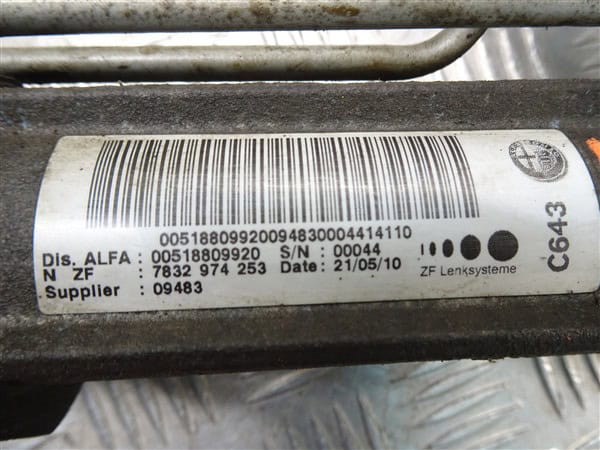 00518809920094830004414110
Dis. ALFA : 00518809920 S/N : 00044
N ZF : 7832 974 253 Date : 21/05/10
Supplier : 09483
ZF Lenksysteme
C643